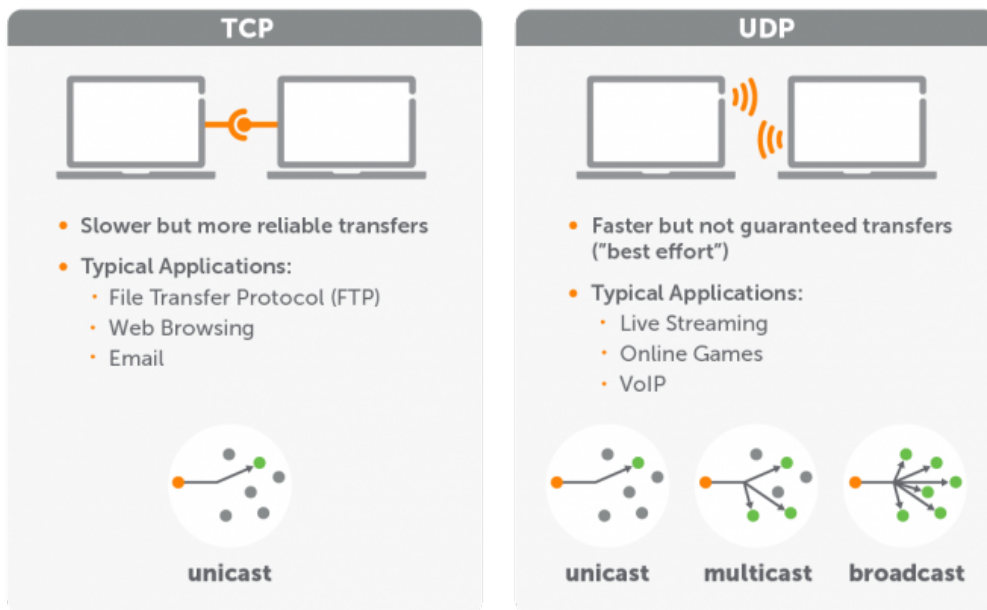 TCP
Slower but more reliable transfers
Typical Applications:
File Transfer Protocol (FTP)
Web Browsing
Email
unicast
UDP
Faster but not guaranteed transfers
("best effort")
Typical Applications:
Live Streaming
Online Games
VoIP
unicast
multicast
broadcast